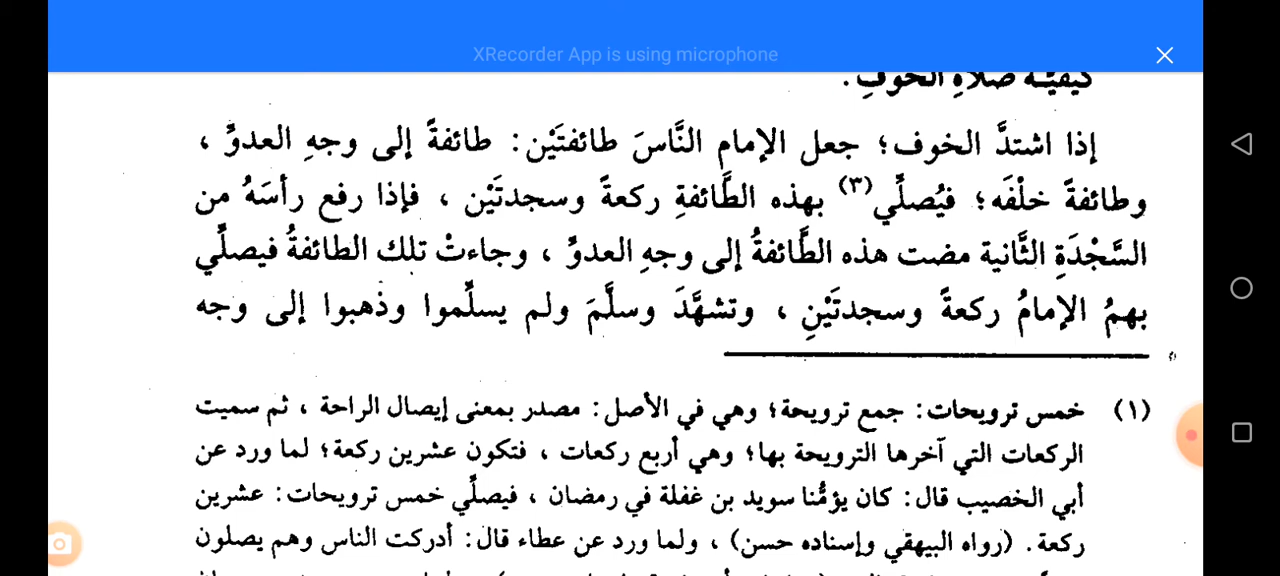 XRecorder App is using microphone
كيفيَّة صلاةِ الخوفِ.
إذا اشتدَّ الخوف؛ جعل الإمام النَّاسَ طائفتَيْن: طائفةً إلى وجهِ العدوِّ ،
وطائفةً خلْفَه؛ فيُصلِّي(٣) بهذه الطَّائفةِ ركعةً وسجدتَيْن ، فإذا رفع رأسَهُ من
السَّجْدَةِ الثَّانية مضت هذه الطَّائفةُ إلى وجهِ العدوِّ ، وجاءتْ تلك الطائفةُ فيصلِّي
بهمُ الإمامُ ركعةً وسجدتَيْنِ ، وتشهَّدَ وسلَّمَ ولم يسلِّموا وذهبوا إلى وجه
(١) خمس ترويحات: جمع ترويحة؛ وهي في الأصل: مصدر بمعنى إيصال الراحة ، ثم سميت
الركعات التي آخرها الترويحة بها؛ وهي أربع ركعات ، فتكون عشرين ركعة؛ لما ورد عن
أبي الخصيب قال: كان يؤمُّنا سويد بن غفلة في رمضان ، فيصلِّي خمس ترويحات: عشرين
ركعة. (رواه البيهقي وإسناده حسن) ، ولما ورد عن عطاء قال: أدركت الناس وهم يصلون